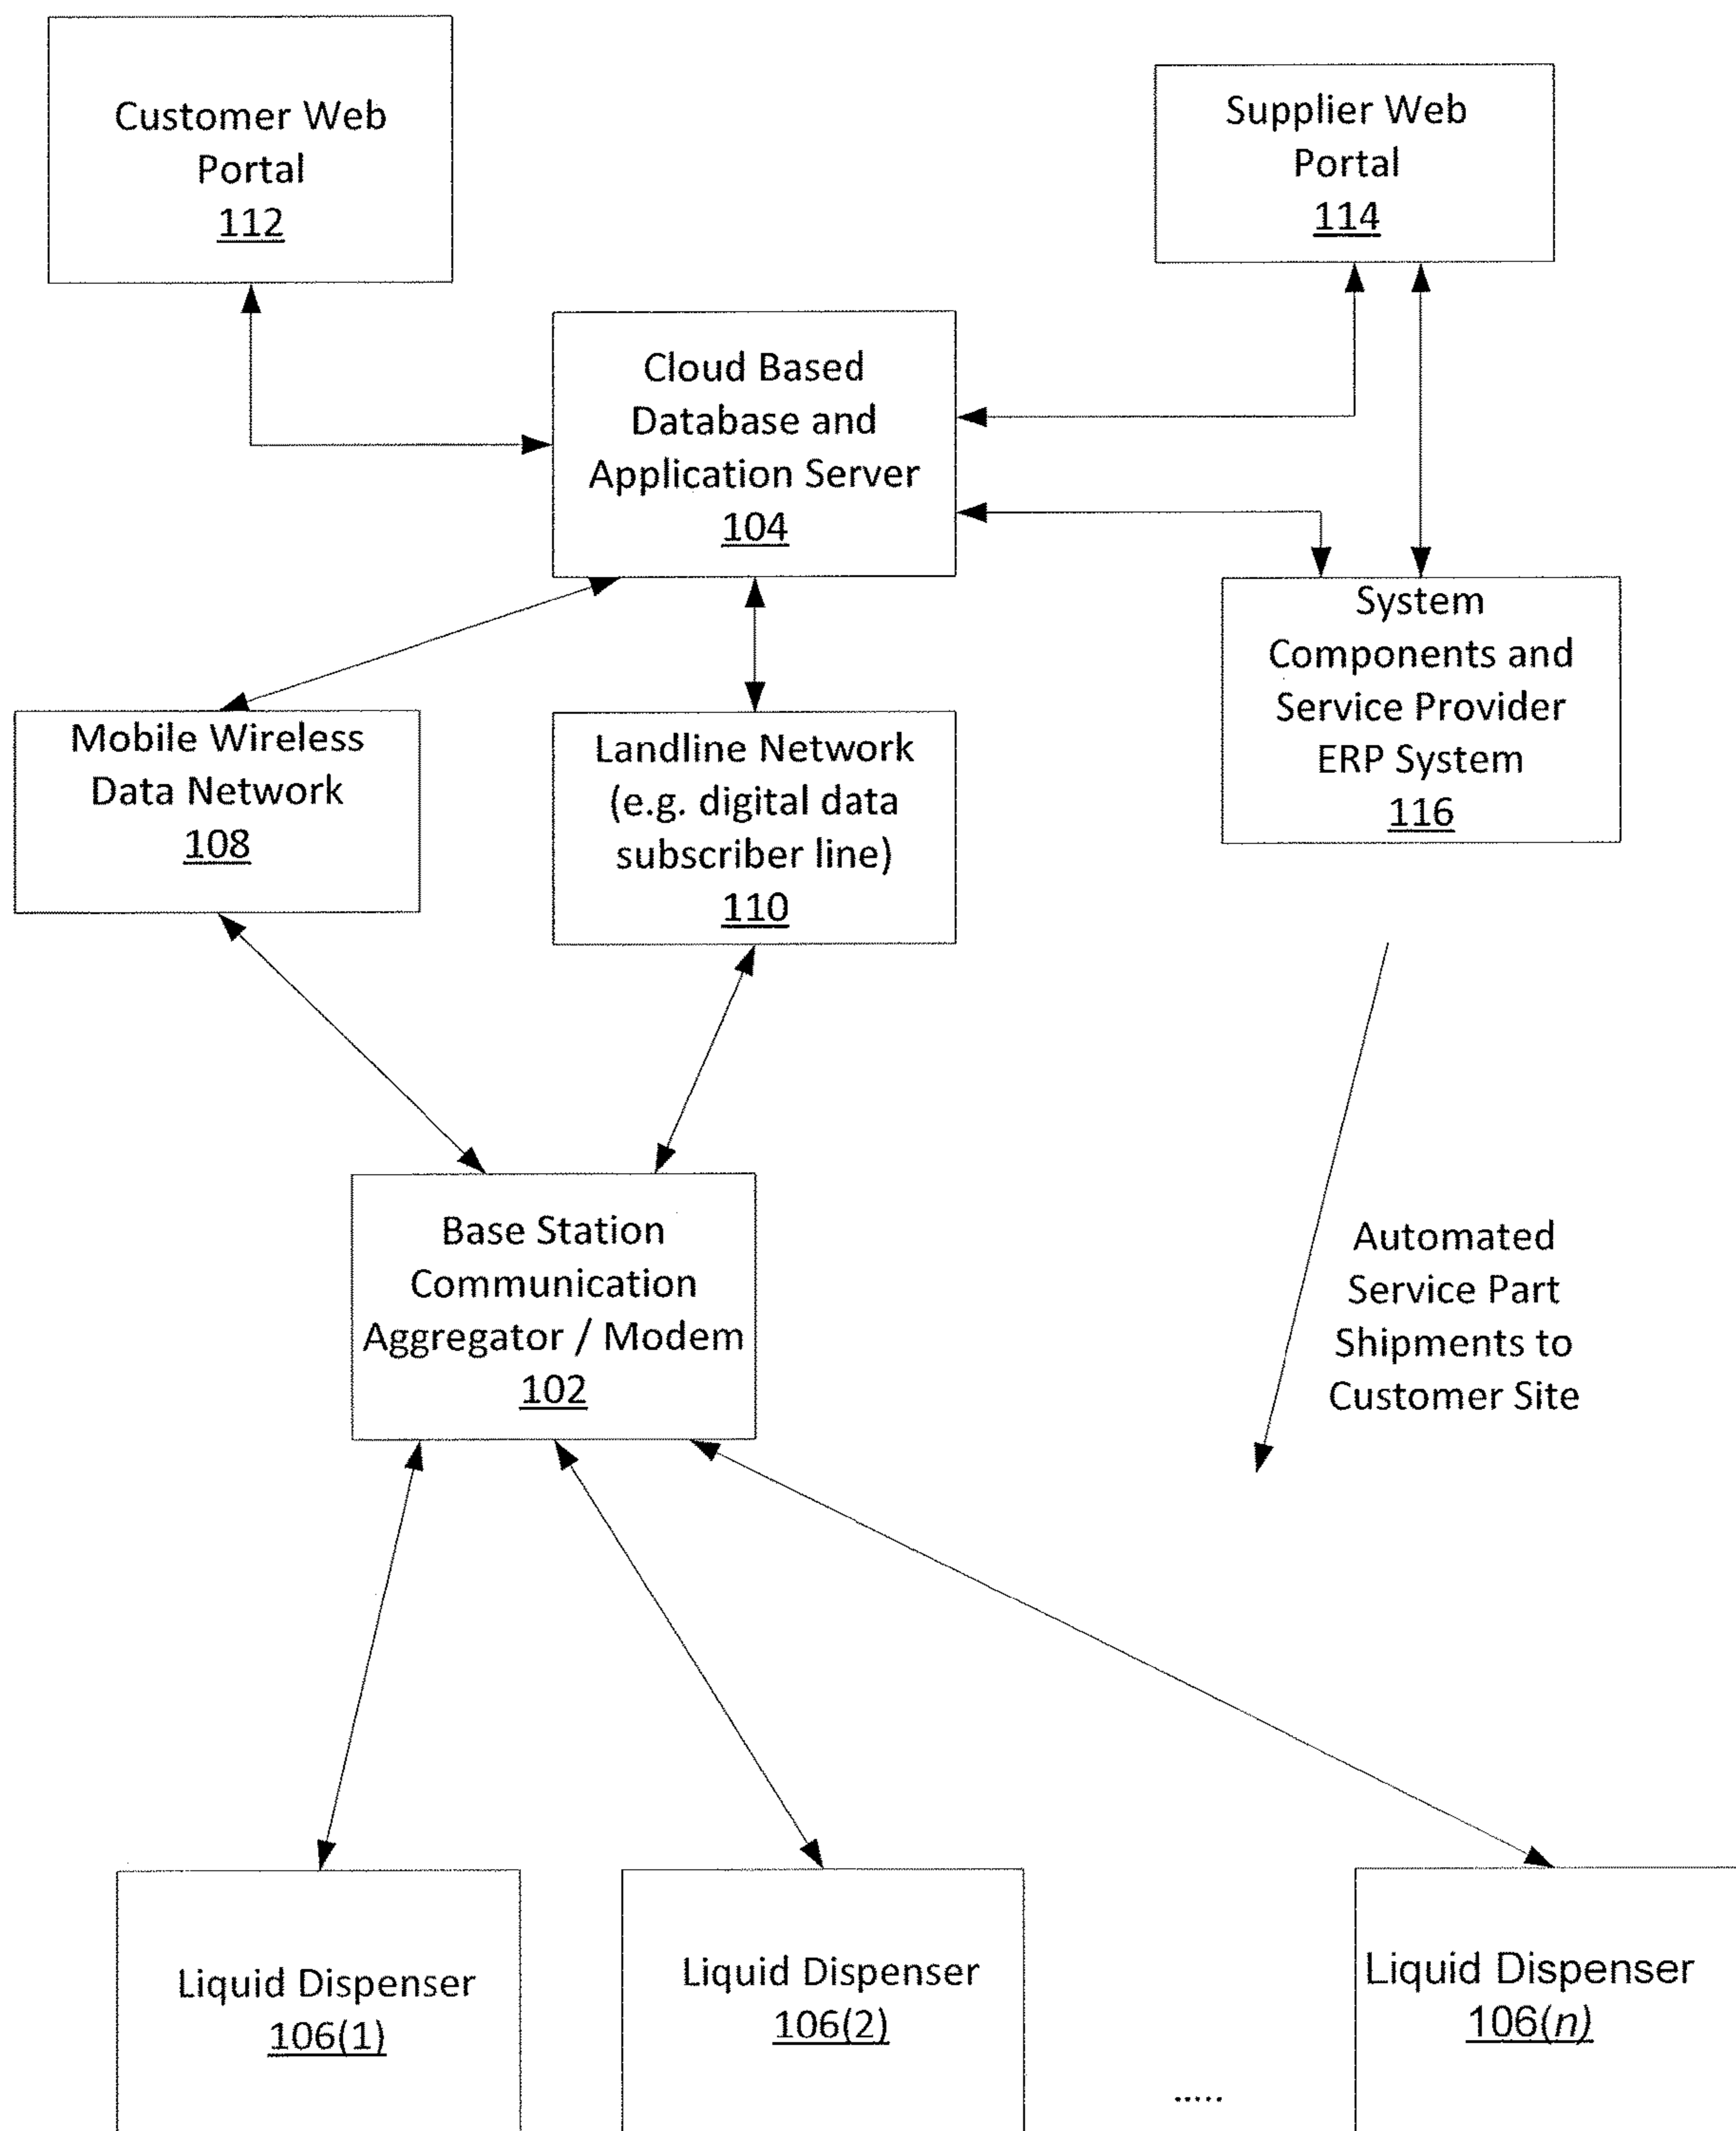 Customer Web
Portal
112
Supplier Web
Portal
114
Cloud Based
Database and
Application Server
104
System
Components and
Service Provider
ERP System
116
Mobile Wireless
Data Network
108
Landline Network
(e.g. digital data
subscriber line)
110
Base Station
Communication
Aggregator / Modem
102
Automated
Service Part
Shipments to
Customer Site
Liquid Dispenser
106(1)
Liquid Dispenser
106(2)
.....
Liquid Dispenser
106(n)